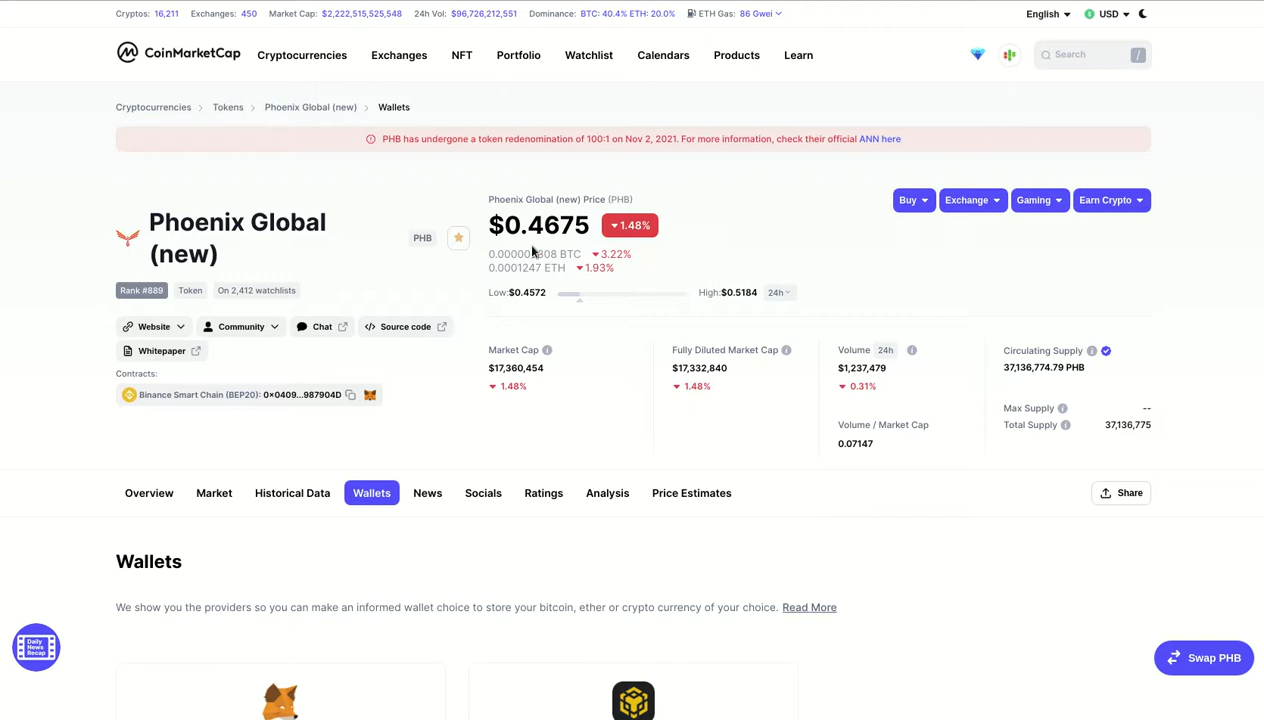 Cryptos: 16,211 Exchanges: 450 Market Cap: $2,222,515,525,548 24h Vol: $96,726,212,551 Dominance: BTC: 40.4% ETH: 20.0% ETH Gas: 86 Gwei English USD
CoinMarketCap Cryptocurrencies Exchanges NFT Portfolio Watchlist Calendars Products Learn Search /
Cryptocurrencies > Tokens > Phoenix Global (new) > Wallets
PHB has undergone a token redenomination of 100:1 on Nov 2, 2021. For more information, check their official ANN here
Phoenix Global
(new)
PHB
Rank #889 Token On 2,412 watchlists
Website Community Chat Source code
Whitepaper
Contracts:
Binance Smart Chain (BEP20): 0x0409...987904D
Phoenix Global (new) Price (PHB)
$0.4675 1.48%
BTC 3.22%
0.0001247 ETH 1.93%
Low:$0.4572 High:$0.5184 24h
Buy Exchange Gaming Earn Crypto
Market Cap
$17,360,454
1.48%
Fully Diluted Market Cap
$17,332,840
1.48%
Volume 24h
$1,237,479
0.31%
Volume / Market Cap
0.07147
Circulating Supply
37,136,774.79 PHB
Max Supply --
Total Supply 37,136,775
Overview Market Historical Data Wallets News Socials Ratings Analysis Price Estimates Share
Wallets
We show you the providers so you can make an informed wallet choice to store your bitcoin, ether or crypto currency of your choice. Read More
Daily
News
Recap
Swap PHB